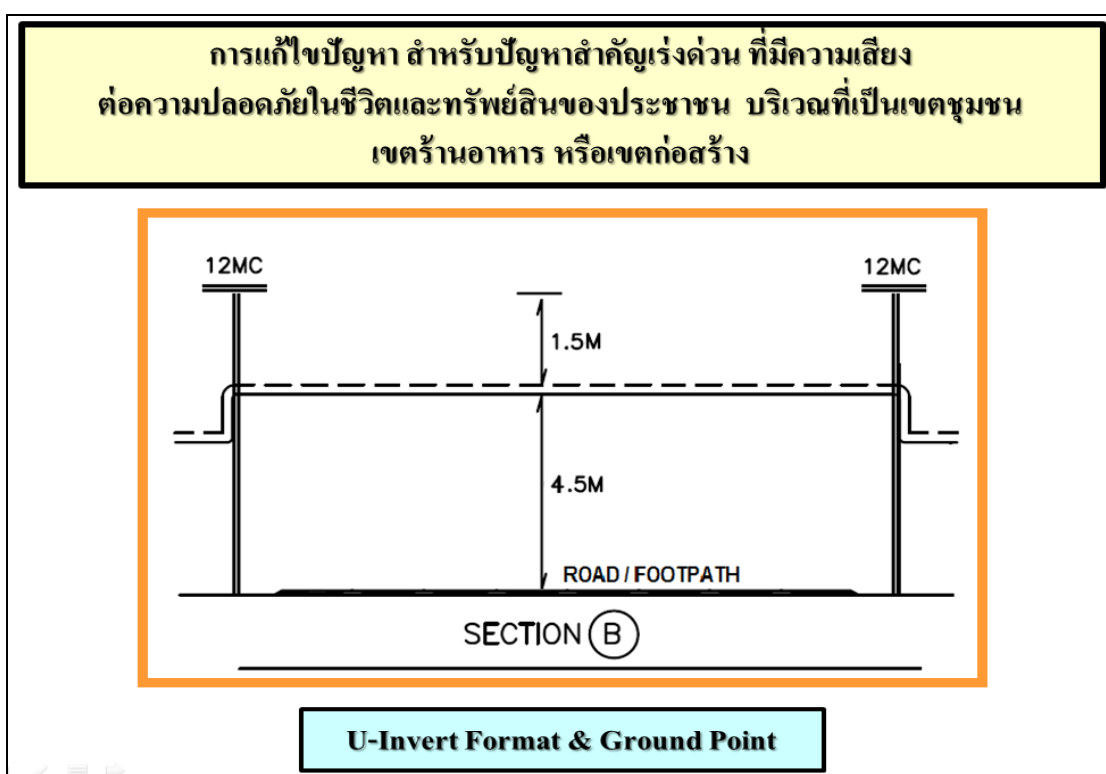 การแก้ไขปัญหา สำหรับปัญหาสำคัญเร่งด่วน ที่มีความเสี่ยง
ต่อความปลอดภัยในชีวิตและทรัพย์สินของประชาชน บริเวณที่เป็นเขตชุมชน
เขตร้านอาหาร หรือเขตก่อสร้าง
12MC
12MC
1.5M
4.5M
ROAD / FOOTPATH
SECTION B
U-Invert Format & Ground Point